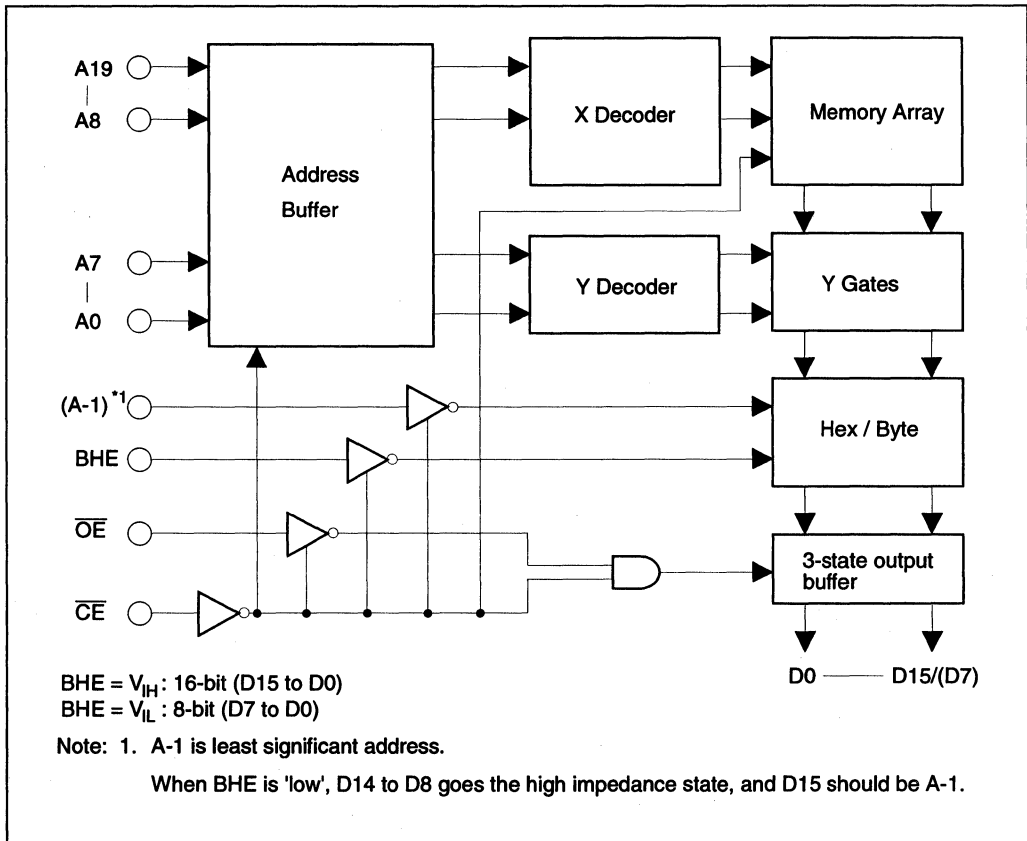 A19
A8
Address
Buffer
X Decoder
Memory Array
A7
A0
Y Decoder
Y Gates
(A-1) *1
BHE
Hex / Byte
OE
CE
3-state output
buffer
D0 D15/(D7)
BHE = VIH : 16-bit (D15 to D0)
BHE = VIL : 8-bit (D7 to D0)
Note: 1. A-1 is least significant address.
When BHE is 'low', D14 to D8 goes the high impedance state, and D15 should be A-1.